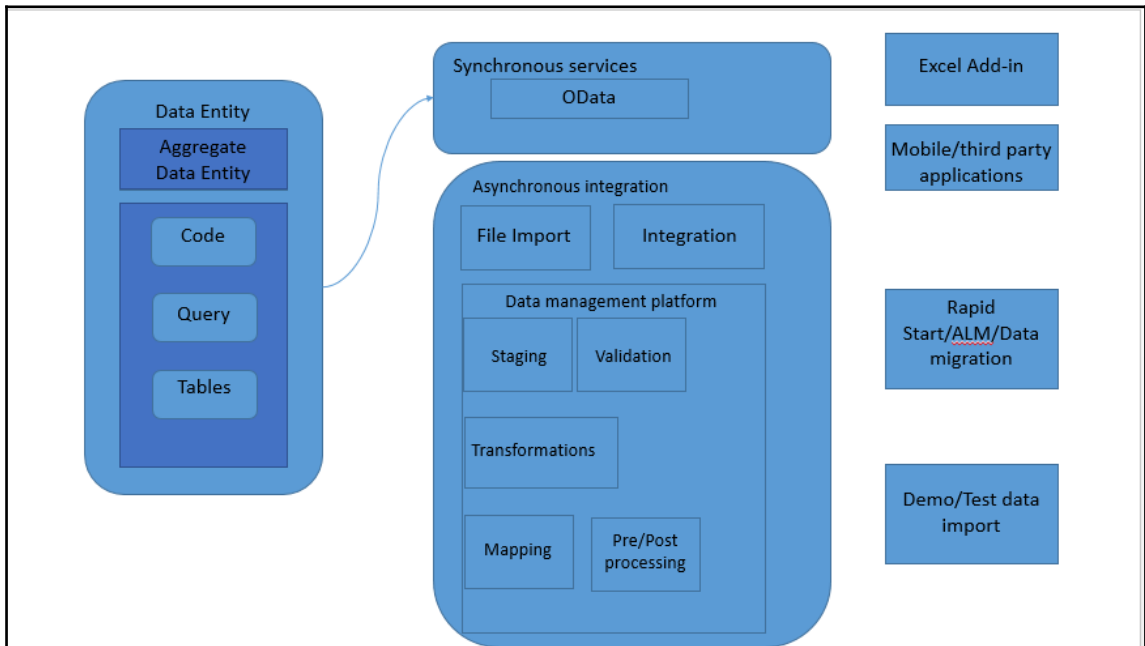 Data Entity
Aggregate
Data Entity
Code
Query
Tables
Synchronous services
OData
Asynchronous integration
File Import
Integration
Data management platform
Staging
Validation
Transformations
Mapping
Pre/Post
processing
Excel Add-in
Mobile/third party
applications
Rapid
Start/ALM/Data
migration
Demo/Test data
import